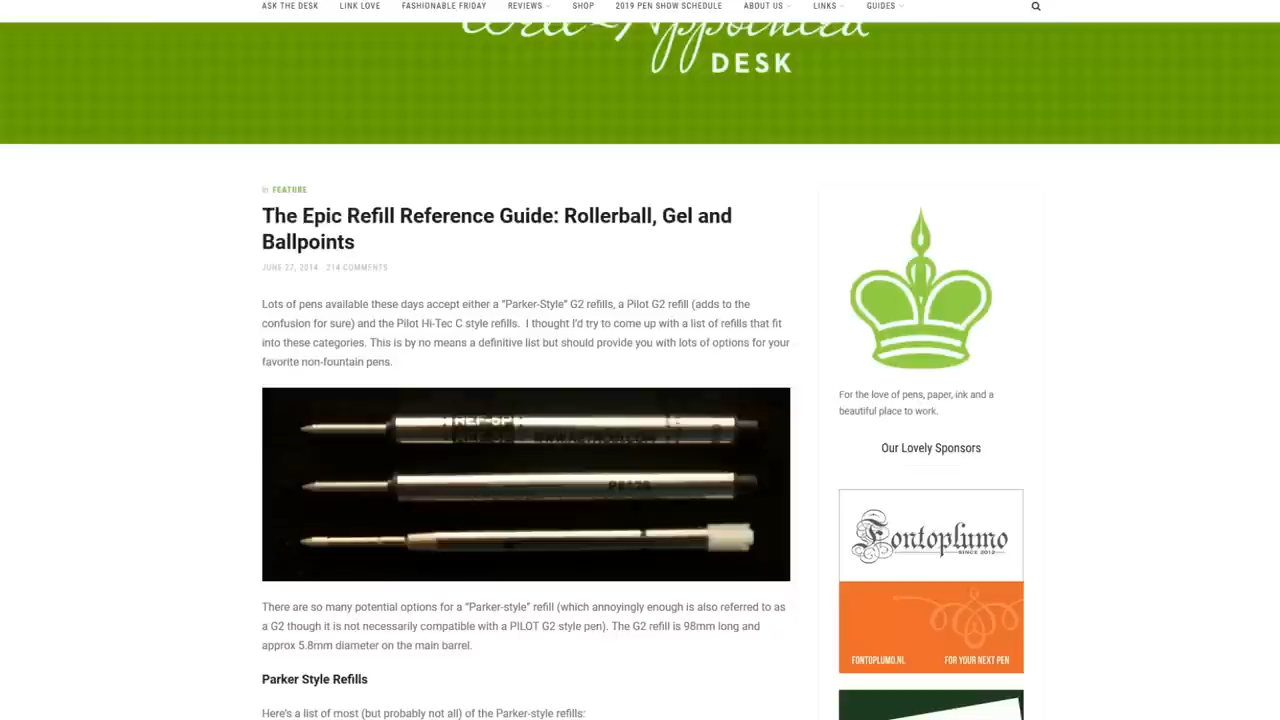 ASK THE DESK LINK LOVE FASHIONABLE FRIDAY REVIEWS SHOP 2019 PEN SHOW SCHEDULE ABOUT US LINKS GUIDES
Well-Appointed
DESK
in FEATURE
The Epic Refill Reference Guide: Rollerball, Gel and
Ballpoints
JUNE 27, 2014 214 COMMENTS
Lots of pens available these days accept either a “Parker-Style” G2 refills, a Pilot G2 refill (adds to the
confusion for sure) and the Pilot Hi-Tec C style refills. I thought I’d try to come up with a list of refills that fit
into these categories. This is by no means a definitive list but should provide you with lots of options for your
favorite non-fountain pens.
There are so many potential options for a “Parker-style” refill (which annoyingly enough is also referred to as
a G2 though it is not necessarily compatible with a PILOT G2 style pen). The G2 refill is 98mm long and
approx 5.8mm diameter on the main barrel.
Parker Style Refills
Here’s a list of most (but probably not all) of the Parker-style refills:
For the love of pens, paper, ink and a
beautiful place to work.
Our Lovely Sponsors
Fontoplumo
SINCE 2012
FONTOPLUMO.NL FOR YOUR NEXT PEN